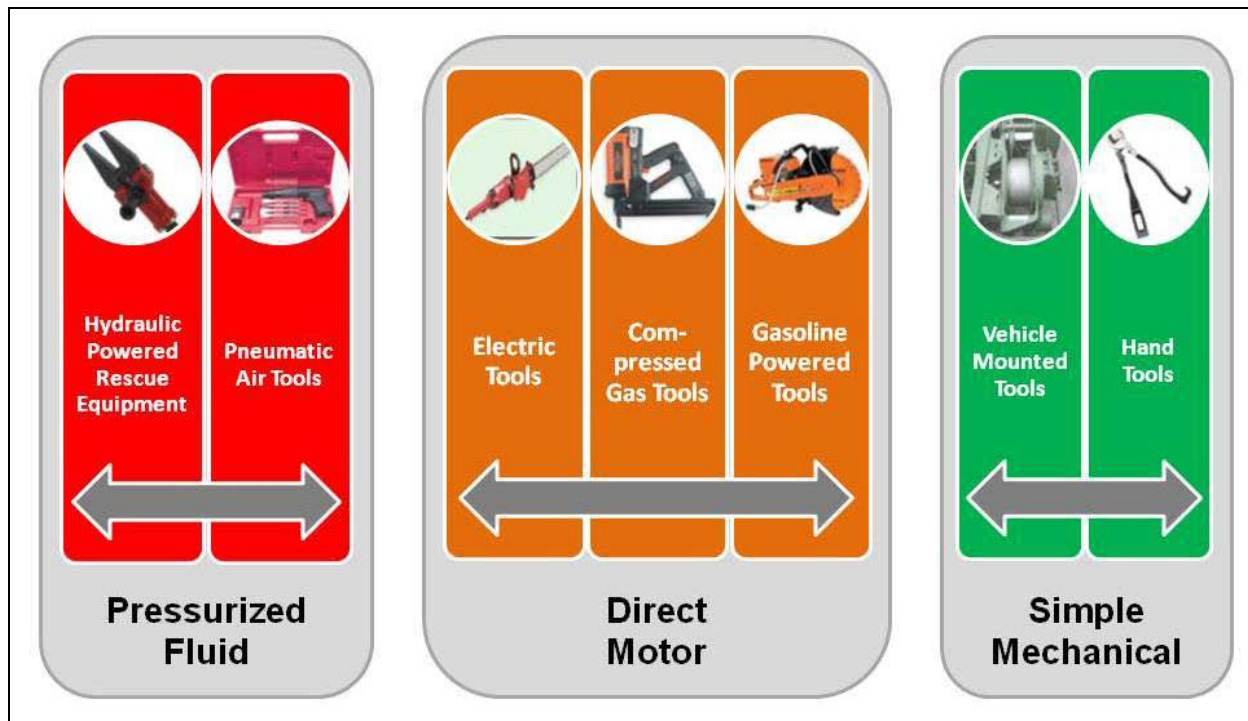 Hydraulic
Powered
Rescue
Equipment
Pneumatic
Air Tools
Electric
Tools
Com-
pressed
Gas Tools
Gasoline
Powered
Tools
Vehicle
Mounted
Tools
Hand
Tools
Pressurized
Fluid
Direct
Motor
Simple
Mechanical